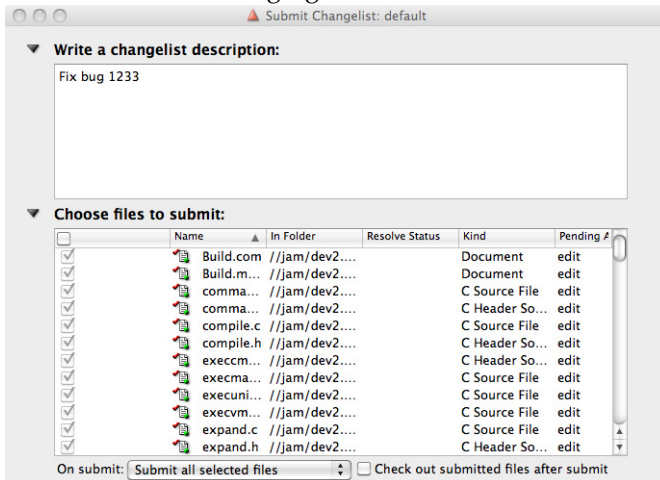 Submit Changelist: default
Write a changelist description:
Fix bug 1233
Choose files to submit:
Name In Folder Resolve Status Kind Pending A
Build.com //jam/dev2.... Document edit
Build.m... //jam/dev2.... Document edit
comma... //jam/dev2.... C Source File edit
comma... //jam/dev2.... C Header So... edit
compile.c //jam/dev2.... C Source File edit
compile.h //jam/dev2.... C Header So... edit
execcm... //jam/dev2.... C Header So... edit
execma... //jam/dev2.... C Source File edit
execuni... //jam/dev2.... C Source File edit
execvm... //jam/dev2.... C Source File edit
expand.c //jam/dev2.... C Source File edit
expand.h //jam/dev2.... C Header So... edit
On submit: Submit all selected files Check out submitted files after submit